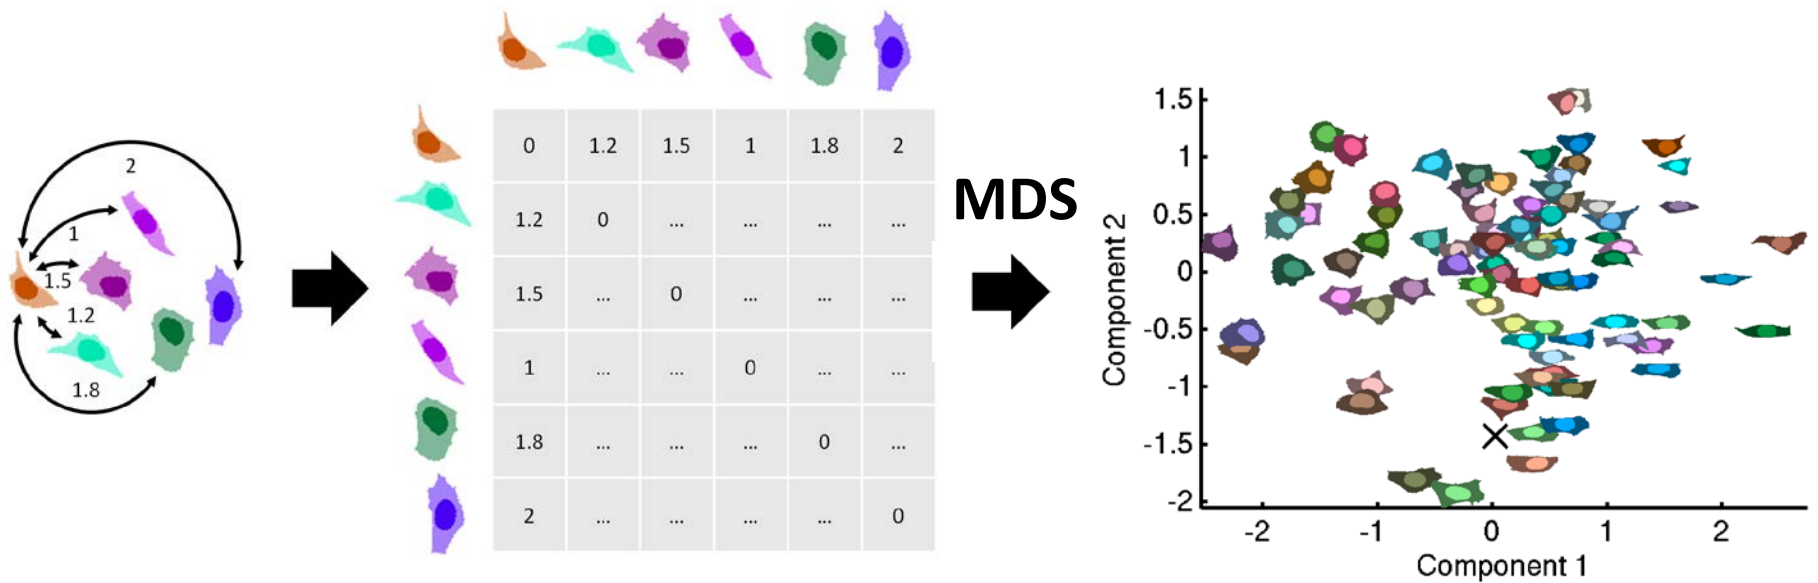 2
1
1.5
1.2
1.8
0 1.2 1.5 1 1.8 2
1.2 0 ... ... ... ...
1.5 ... 0 ... ... ...
1 ... ... 0 ... ...
1.8 ... ... ... 0 ...
2 ... ... ... ... 0
MDS
Component 2
1.5
1
0.5
0
-0.5
-1
-1.5
-2
-2 -1 0 1 2
Component 1